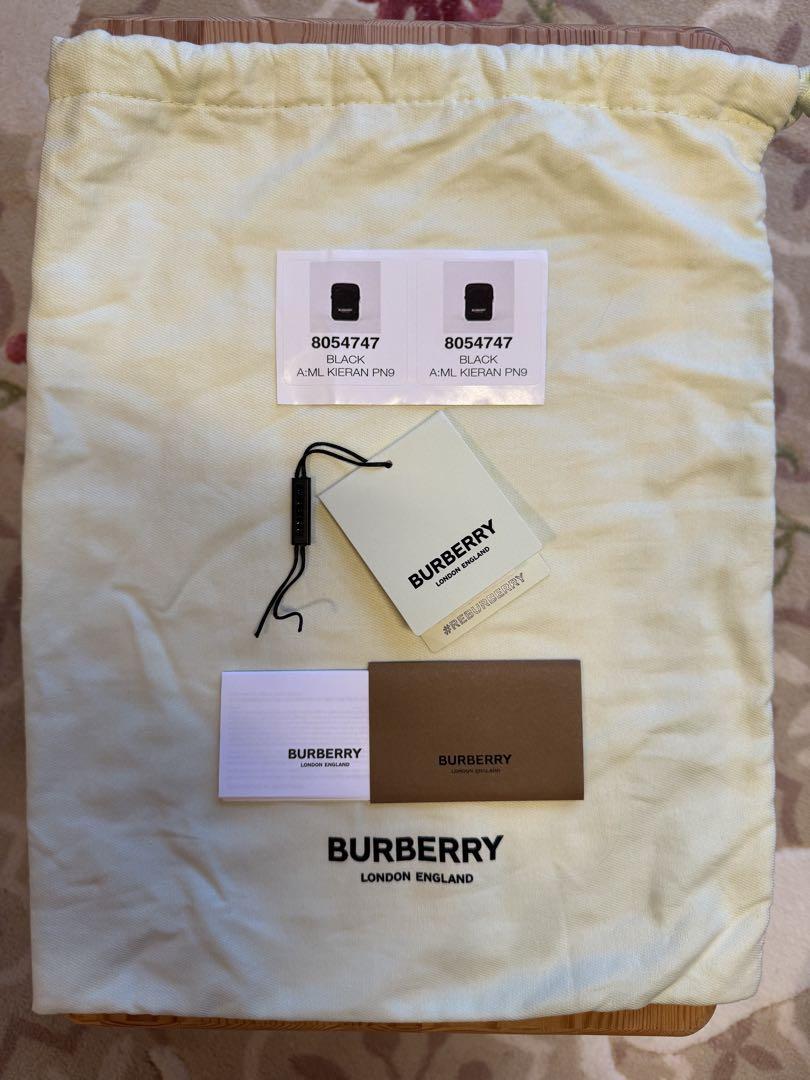 8054747
BLACK
A:ML KIERAN PN9
8054747
BLACK
A:ML KIERAN PN9
BURBERRY
LONDON ENGLAND
#REBURBERRY
BURBERRY
LONDON ENGLAND
BURBERRY
LONDON ENGLAND
BURBERRY
LONDON ENGLAND